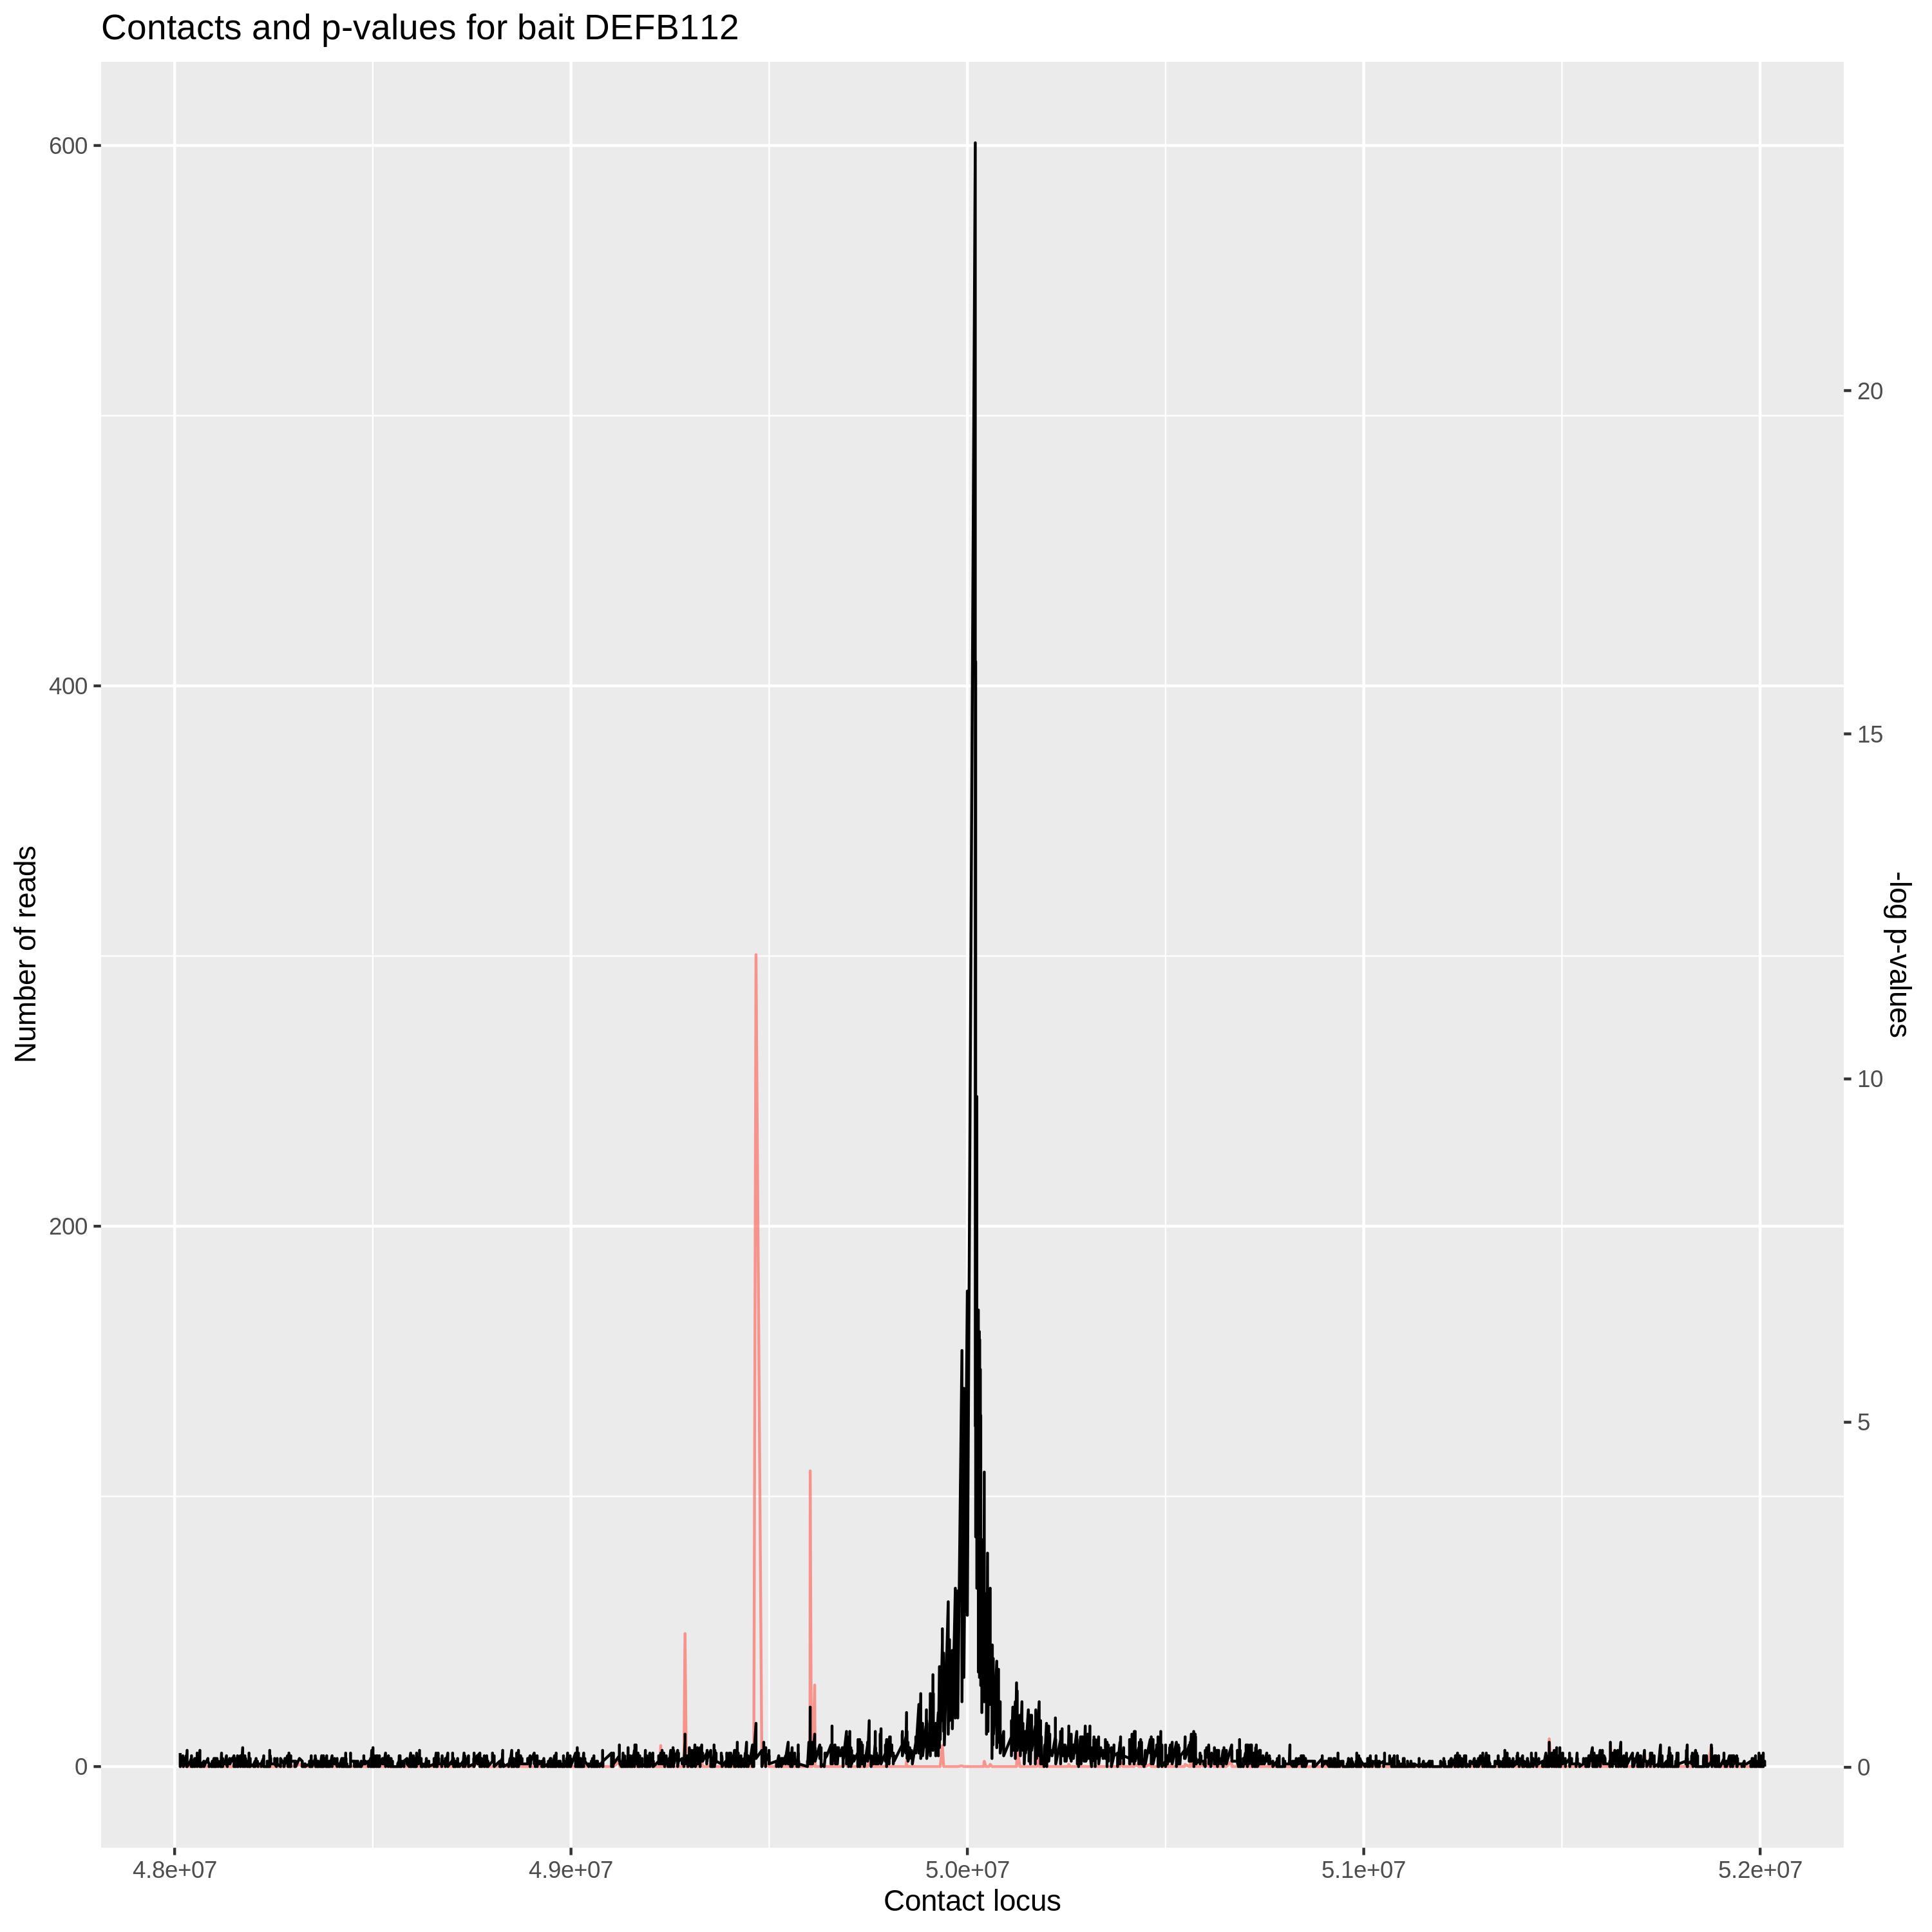 Contacts and p-values for bait DEFB112
600
400
200
0
Number of reads
20
15
10
5
0
-log p-values
4.8e+07
4.9e+07
5.0e+07
5.1e+07
5.2e+07
Contact locus